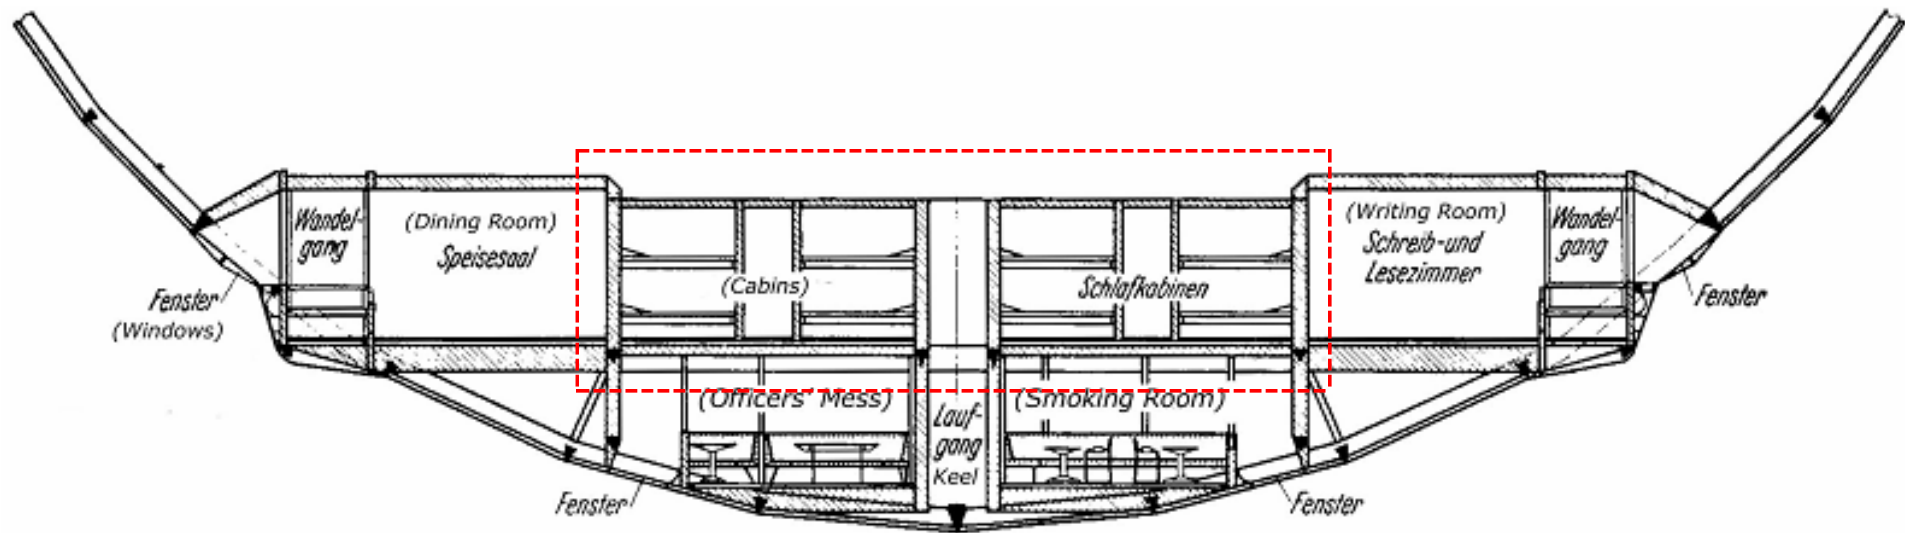 Wandel-
gang
(Dining Room)
Speisesaal
(Cabins)
Schlafkabinen
(Writing Room)
Schreib-und
Lesezimmer
Wandel-
gang
Fenster
(Windows)
Fenster
(Officers' Mess)
(Smoking Room)
Lauf-
gang
Keel
Fenster
Fenster